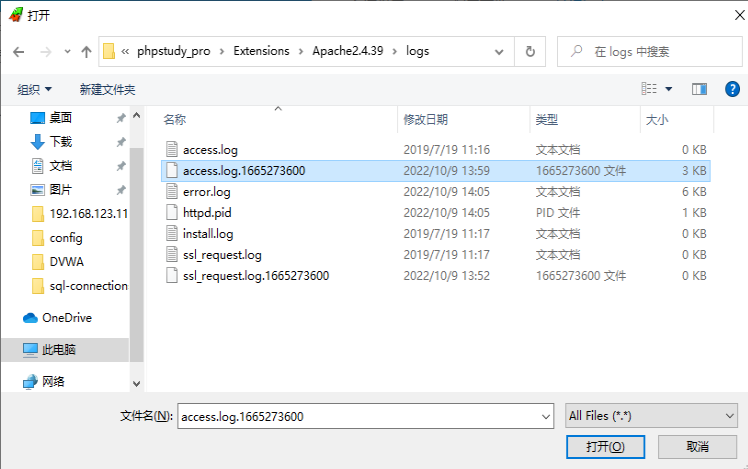 打开
« phpstudy_pro › Extensions › Apache2.4.39 › logs
在 logs 中搜索
组织 新建文件夹
桌面
下载
文档
图片
192.168.123.11
config
DVWA
sql-connection
OneDrive
此电脑
网络
名称 修改日期 类型 大小
access.log 2019/7/19 11:16 文本文档 0 KB
access.log.1665273600 2022/10/9 13:59 1665273600 文件 3 KB
error.log 2022/10/9 14:05 文本文档 6 KB
httpd.pid 2022/10/9 14:05 PID 文件 1 KB
install.log 2019/7/19 11:17 文本文档 0 KB
ssl_request.log 2019/7/19 11:17 文本文档 0 KB
ssl_request.log.1665273600 2022/10/9 13:52 1665273600 文件 0 KB
文件名(N): access.log.1665273600 All Files (*.*)
打开(O) 取消